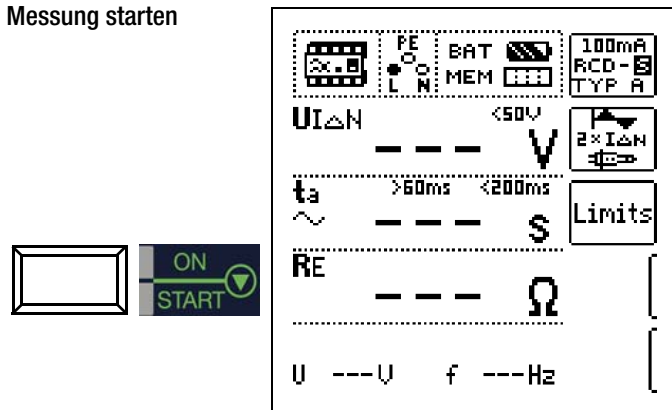 Messung starten
PE
L N
BAT
MEM
100mA
RCD-S
TYP A
UI△N <50V
--- V
2×I△N
ta >60ms <200ms
~ --- s
Limits
RE
--- Ω
ON
START
U ---V f ---Hz